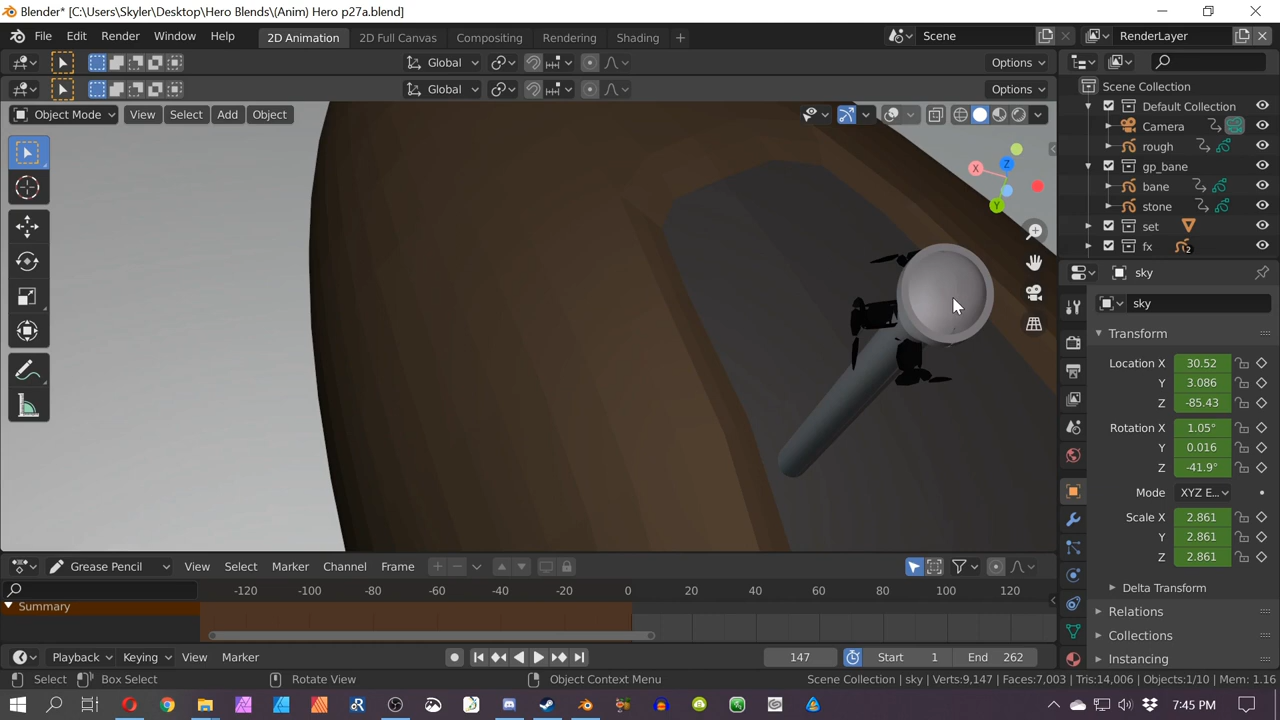 Blender* [C:\Users\Skyler\Desktop\Hero Blends\(Anim) Hero p27a.blend]
File Edit Render Window Help 2D Animation 2D Full Canvas Compositing Rendering Shading Scene RenderLayer
Global Options
Global Options
Object Mode View Select Add Object
X Z Y
Scene Collection
Default Collection
Camera
rough
gp_bane
bane
stone
set
fx 2
sky
sky
Transform
Location X 30.52
Y 3.086
Z -85.43
Rotation X 1.05°
Y 0.016
Z -41.9°
Mode XYZ E...
Scale X 2.861
Y 2.861
Z 2.861
Delta Transform
Relations
Collections
Instancing
Grease Pencil View Select Marker Channel Frame
-120 -100 -80 -60 -40 -20 0 20 40 60 80 100 120
Summary
Playback Keying View Marker 147 Start 1 End 262
Select Box Select Rotate View Object Context Menu Scene Collection | sky | Verts:9,147 | Faces:7,003 | Tris:14,006 | Objects:1/10 | Mem: 1.16
7:45 PM